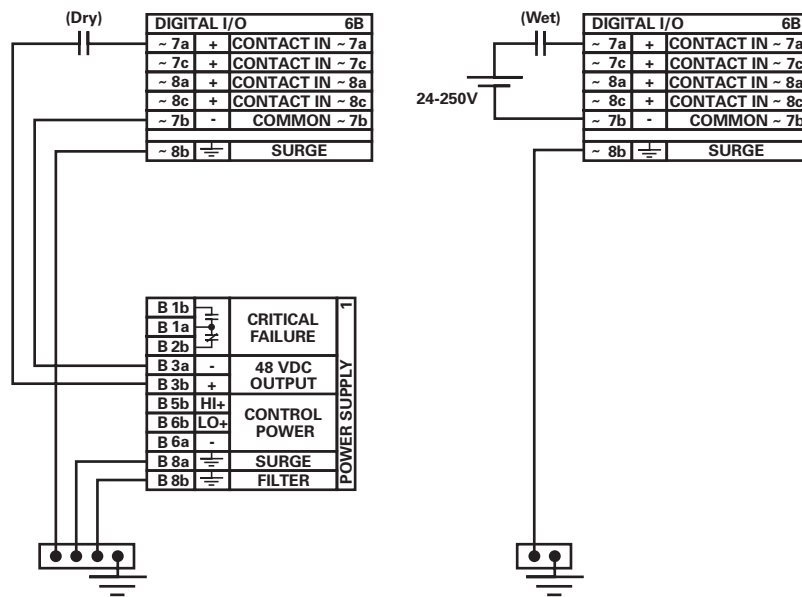 (Dry)
DIGITAL I/O 6B
~ 7a + CONTACT IN ~ 7a
~ 7c + CONTACT IN ~ 7c
~ 8a + CONTACT IN ~ 8a
~ 8c + CONTACT IN ~ 8c
~ 7b - COMMON ~ 7b
~ 8b SURGE
(Wet)
24-250V
DIGITAL I/O 6B
~ 7a + CONTACT IN ~ 7a
~ 7c + CONTACT IN ~ 7c
~ 8a + CONTACT IN ~ 8a
~ 8c + CONTACT IN ~ 8c
~ 7b - COMMON ~ 7b
~ 8b SURGE
B 1b
B 1a
B 2b
CRITICAL
FAILURE
B 3a -
B 3b +
48 VDC
OUTPUT
B 5b HI+
B 6b LO+
B 6a -
CONTROL
POWER
B 8a SURGE
B 8b FILTER
POWER SUPPLY 1